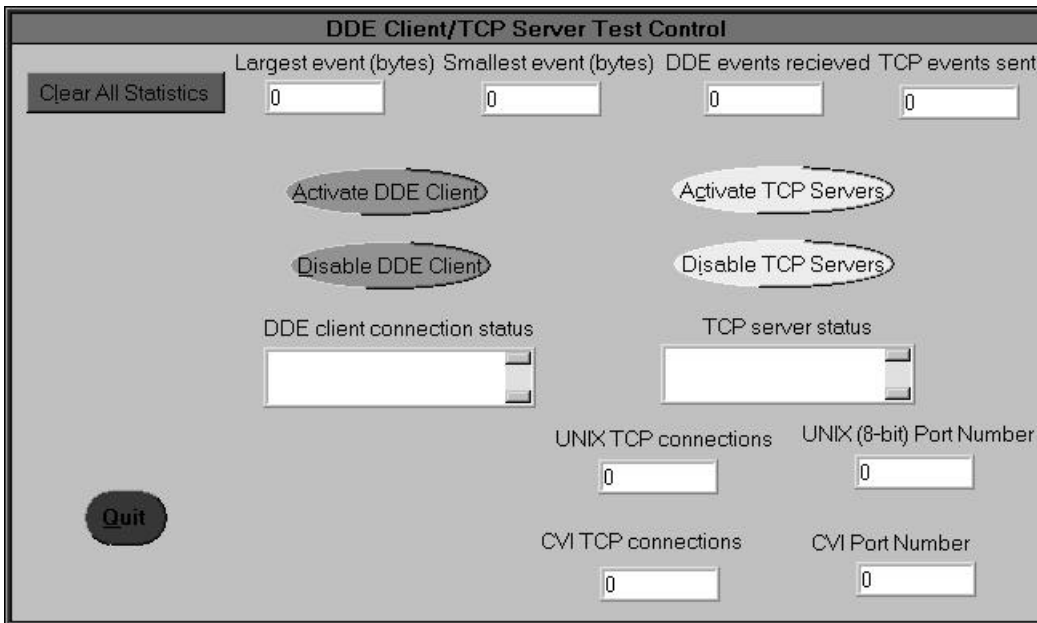 DDE Client/TCP Server Test Control
Clear All Statistics
Largest event (bytes) Smallest event (bytes) DDE events recieved TCP events sent
0 0 0 0
Activate DDE Client Activate TCP Servers
Disable DDE Client Disable TCP Servers
DDE client connection status TCP server status
UNIX TCP connections UNIX (8-bit) Port Number
0 0
Quit
CVI TCP connections CVI Port Number
0 0